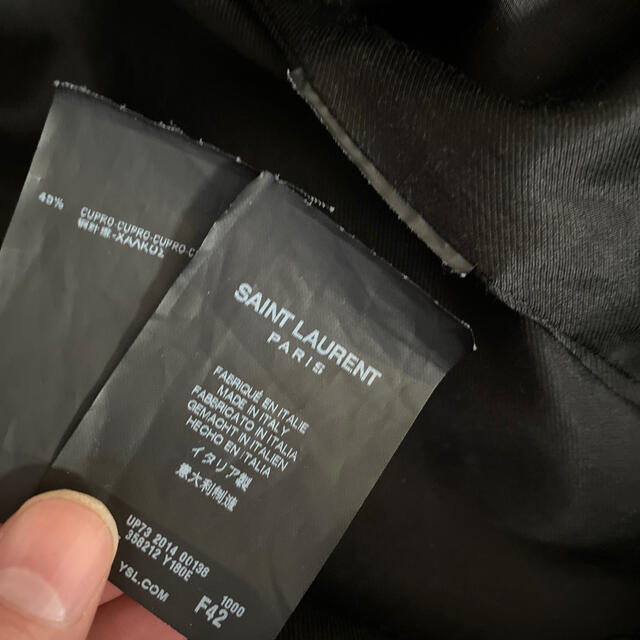 45% CUPRO CUPRO CUPRO
SAINT LAURENT
PARIS
FABRIQUÉ EN ITALIE
MADE IN ITALY
FABBRICATO IN ITALIA
GEMACHT IN ITALIEN
HECHO EN ITALIA
イタリア製
意大利制造
UP73 2014 00136
356212 Y180E 1000
YSL.COM F42